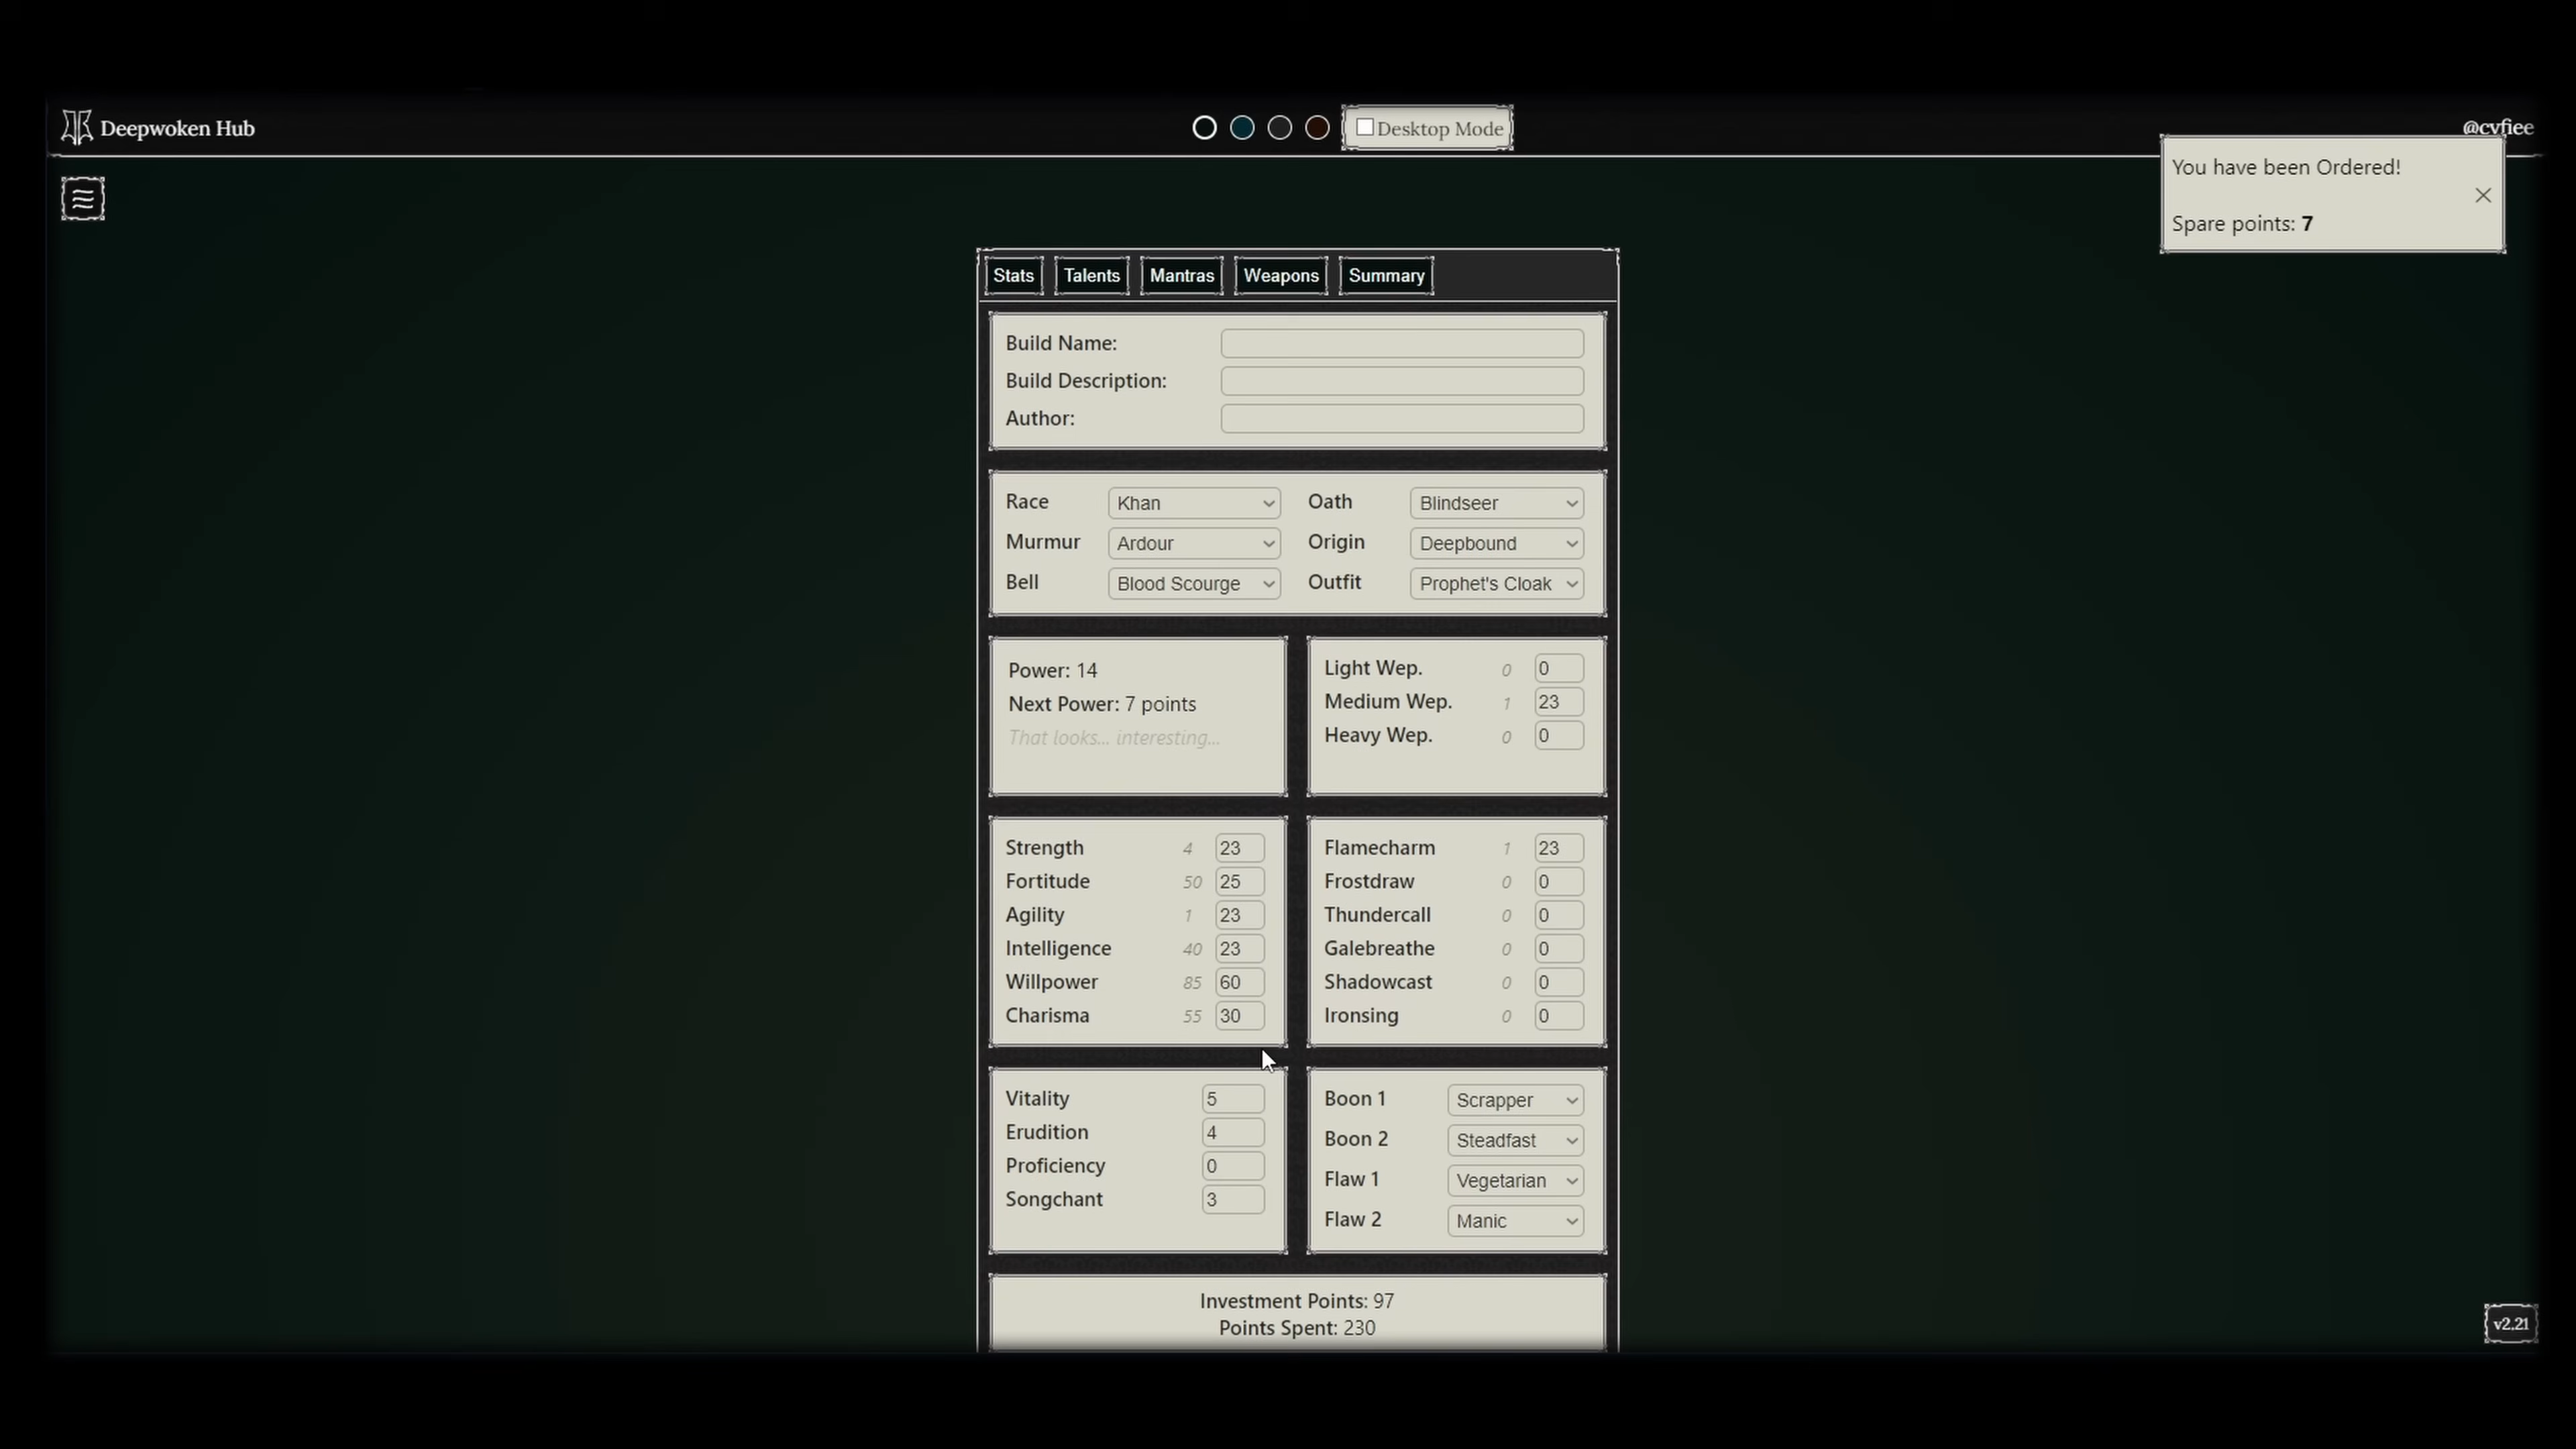 Deepwoken Hub
Desktop Mode
@cyfiee
You have been Ordered!
Spare points: 7
Stats Talents Mantras Weapons Summary
Build Name:
Build Description:
Author:
Race Khan Oath Blindseer
Murmur Ardour Origin Deepbound
Bell Blood Scourge Outfit Prophet's Cloak
Power: 14
Next Power: 7 points
That looks... interesting...
Light Wep. 0 0
Medium Wep. 1 23
Heavy Wep. 0 0
Strength 4 23
Fortitude 50 25
Agility 1 23
Intelligence 40 23
Willpower 85 60
Charisma 55 30
Flamecharm 1 23
Frostdraw 0 0
Thundercall 0 0
Galebreathe 0 0
Shadowcast 0 0
Ironsing 0 0
Vitality 5
Erudition 4
Proficiency 0
Songchant 3
Boon 1 Scrapper
Boon 2 Steadfast
Flaw 1 Vegetarian
Flaw 2 Manic
Investment Points: 97
Points Spent: 230
v2.21